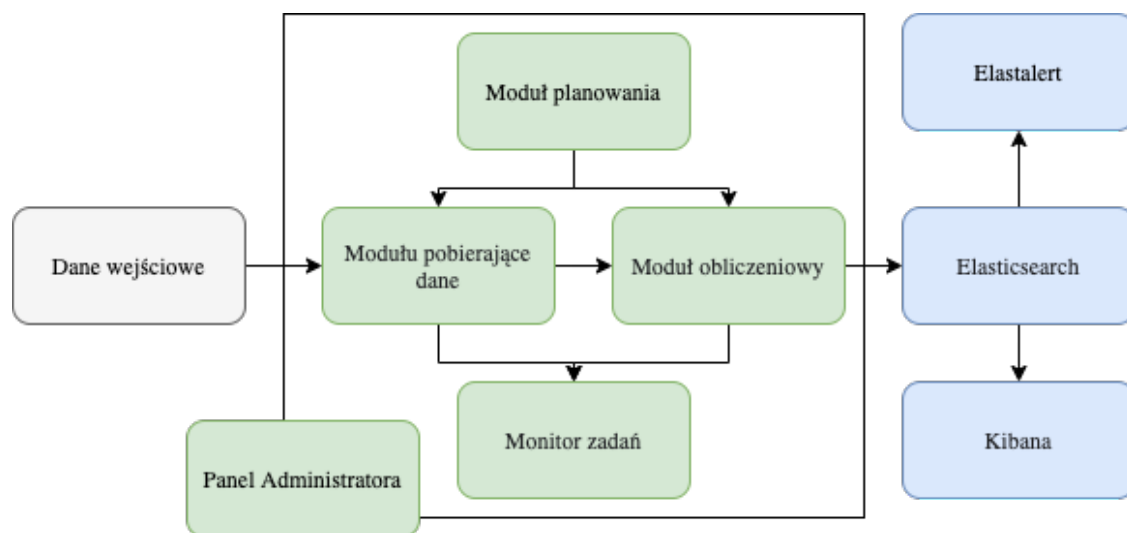 Moduł planowania
Elastalert
Dane wejściowe
Modułu pobierające
dane
Moduł obliczeniowy
Elasticsearch
Panel Administratora
Monitor zadań
Kibana